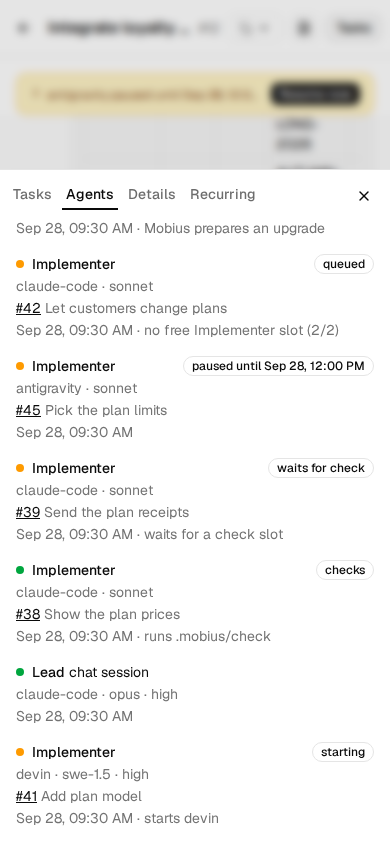 Tasks Agents Details Recurring
Sep 28, 09:30 AM · Mobius prepares an upgrade
Implementer queued
claude-code · sonnet
#42 Let customers change plans
Sep 28, 09:30 AM · no free Implementer slot (2/2)
Implementer paused until Sep 28, 12:00 PM
antigravity · sonnet
#45 Pick the plan limits
Sep 28, 09:30 AM
Implementer waits for check
claude-code · sonnet
#39 Send the plan receipts
Sep 28, 09:30 AM · waits for a check slot
Implementer checks
claude-code · sonnet
#38 Show the plan prices
Sep 28, 09:30 AM · runs .mobius/check
Lead chat session
claude-code · opus · high
Sep 28, 09:30 AM
Implementer starting
devin · swe-1.5 · high
#41 Add plan model
Sep 28, 09:30 AM · starts devin